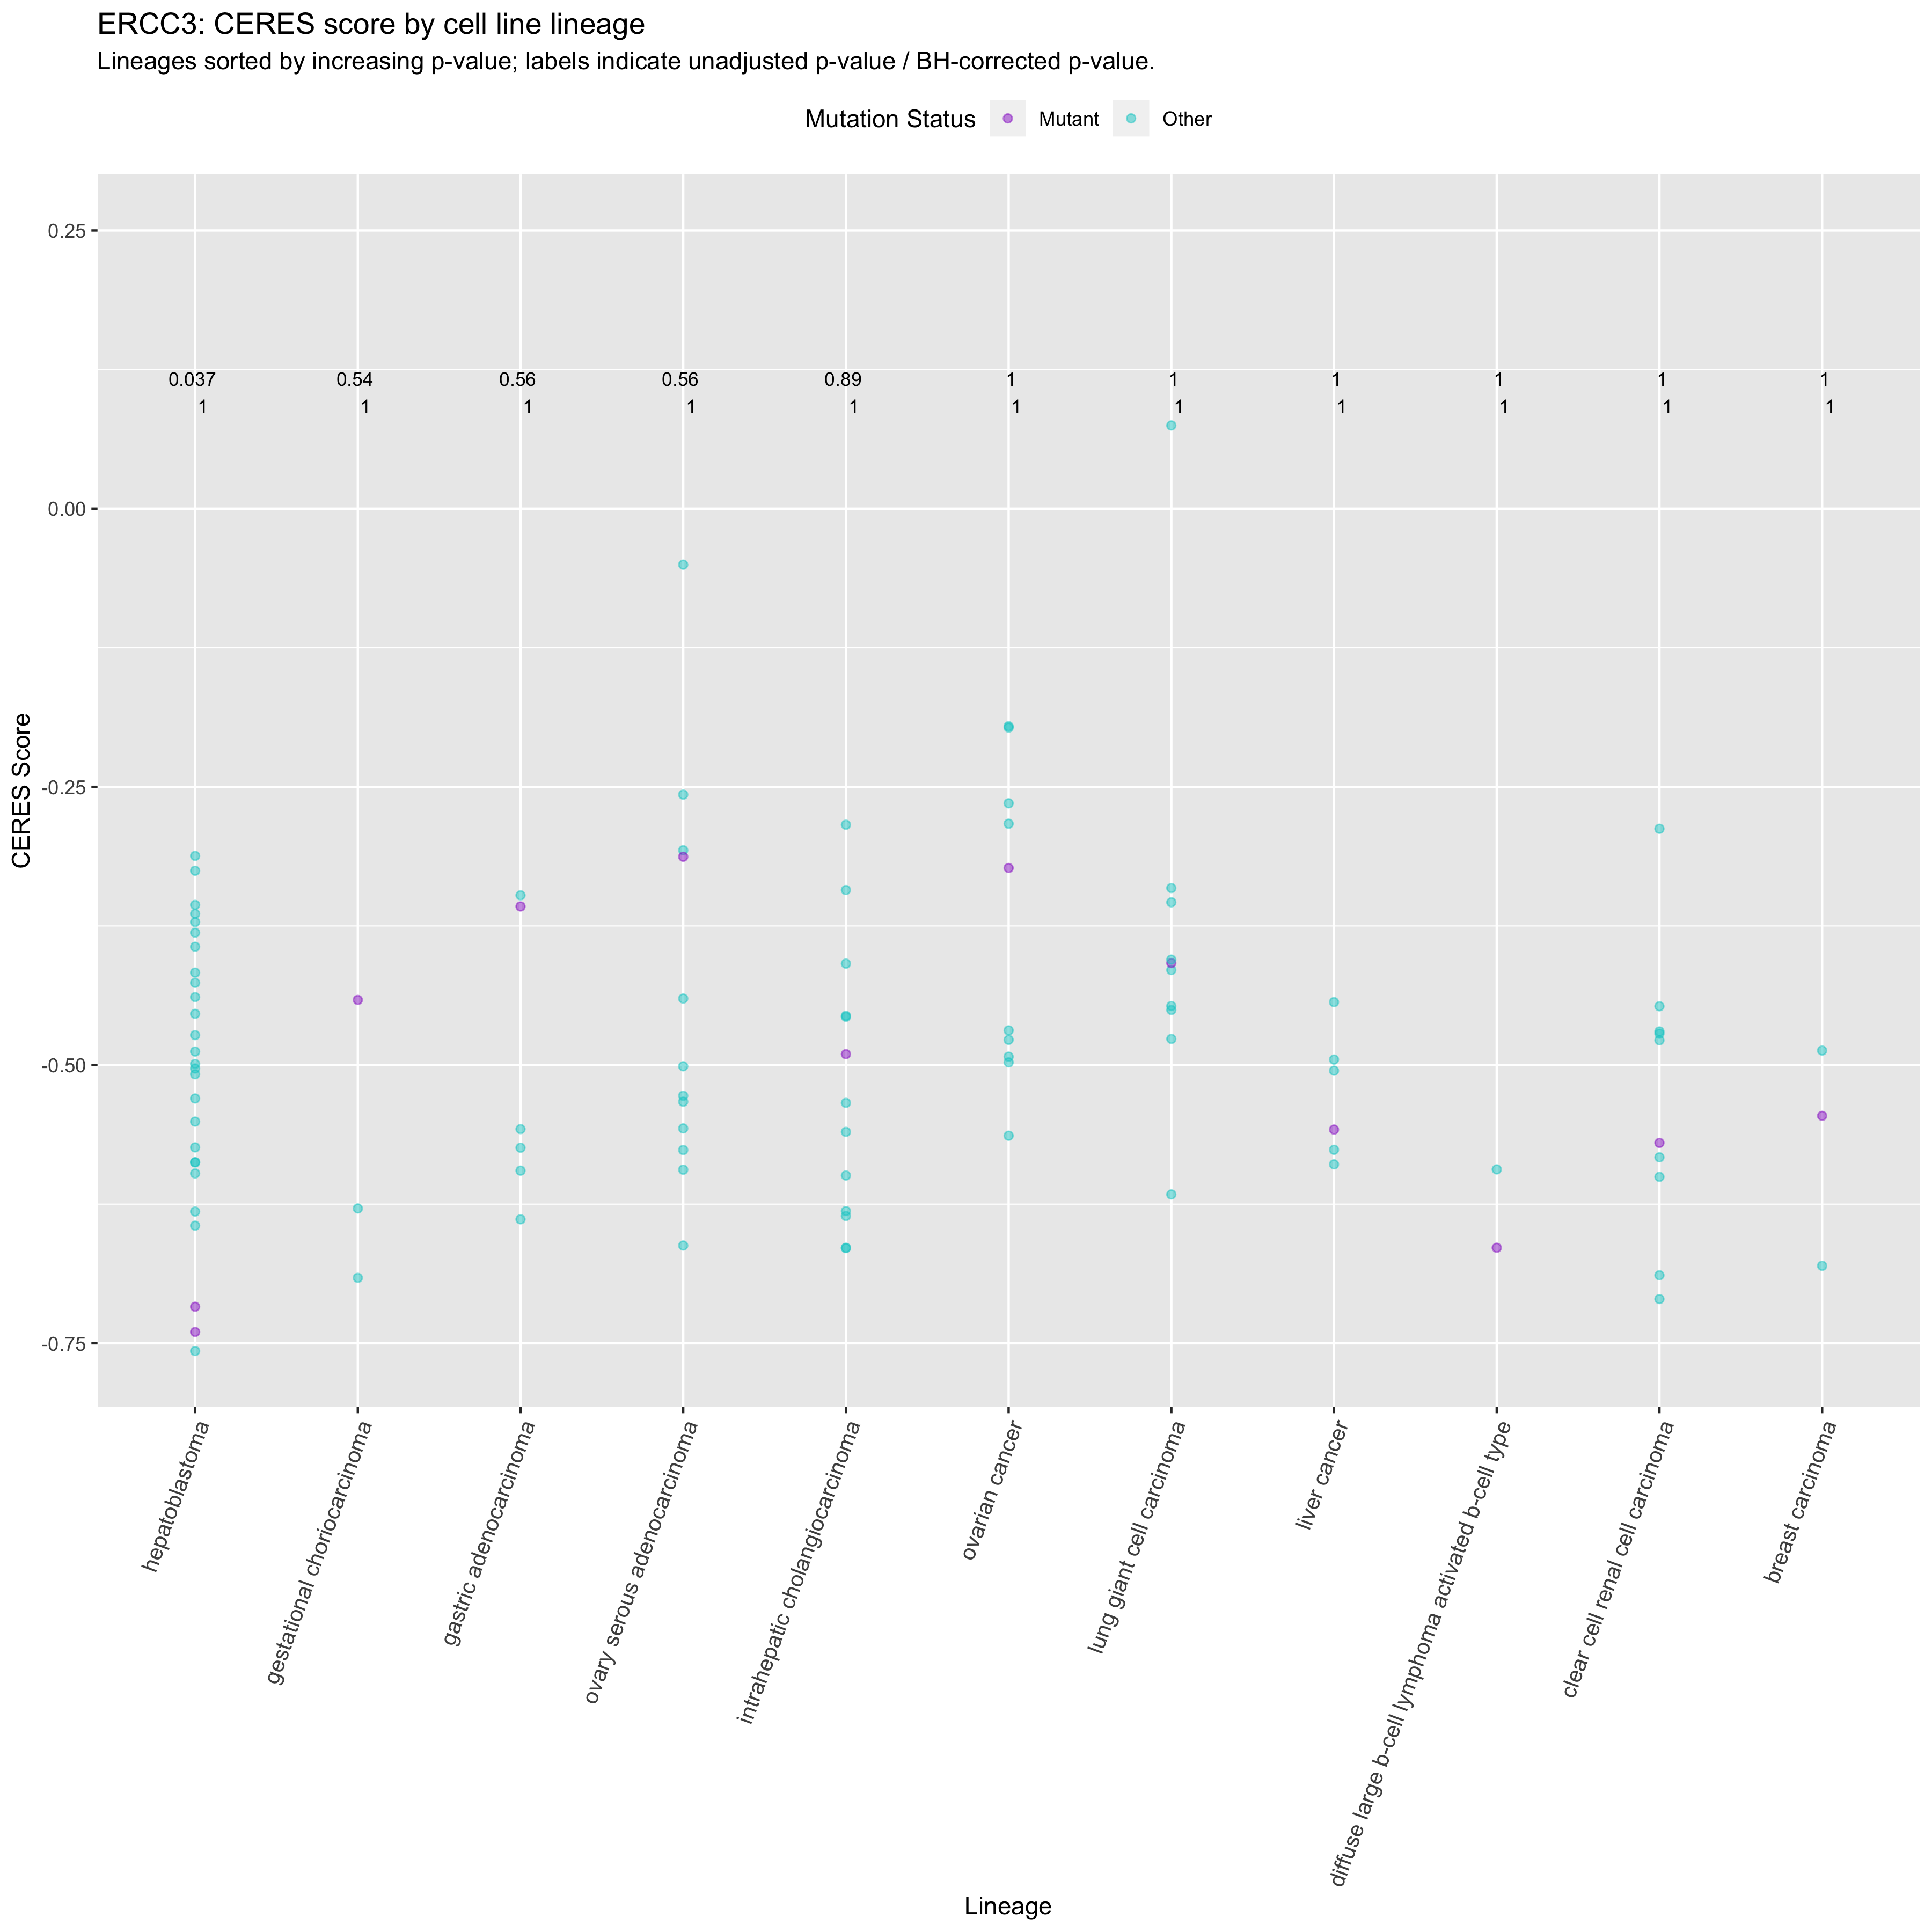 ERCC3: CERES score by cell line lineage
Lineages sorted by increasing p-value; labels indicate unadjusted p-value / BH-corrected p-value.
Mutation Status Mutant Other
0.25
0.037 0.54 0.56 0.56 0.89 1 1 1 1 1 1
1 1 1 1 1 1 1 1 1 1 1
0.00
-0.25
-0.50
-0.75
CERES Score
hepatoblastoma
gestational choriocarcinoma
gastric adenocarcinoma
ovary serous adenocarcinoma
intrahepatic cholangiocarcinoma
ovarian cancer
lung giant cell carcinoma
liver cancer
diffuse large b-cell lymphoma activated b-cell type
clear cell renal cell carcinoma
breast carcinoma
Lineage